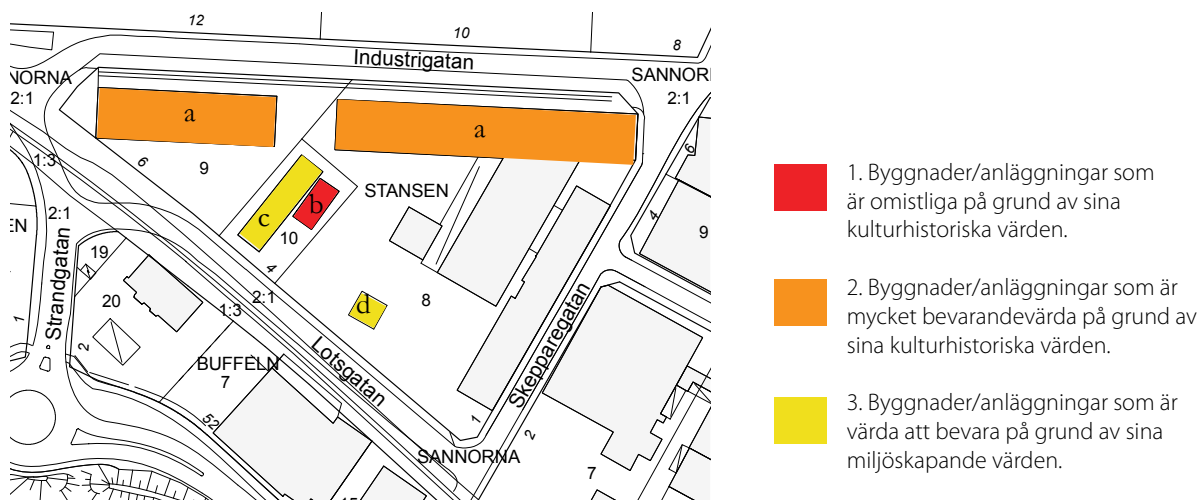 12
10
8
Industrigatan
NORNA
2:1
SANNOR
2:1
a
a
6
9
1:3
6
STANSEN
c
b
10
4
2:1
EN
Strandgatan
19
20
2:1
1:3
d
8
4
9
1
2
BUFFELN
7
Lotsgatan
Skepparegatan
52
1
2
SANNORNA
7
15
1. Byggnader/anläggningar som
är omistliga på grund av sina
kulturhistoriska värden.
2. Byggnader/anläggningar som är
mycket bevarandevärda på grund av
sina kulturhistoriska värden.
3. Byggnader/anläggningar som är
värda att bevara på grund av sina
miljöskapande värden.